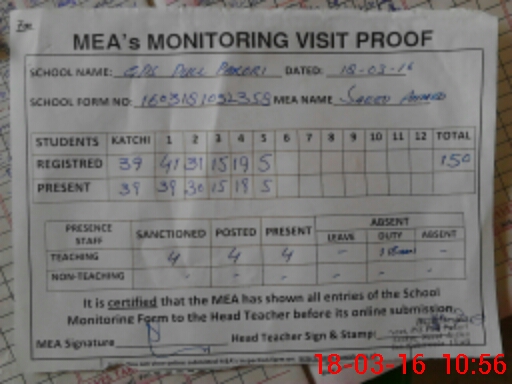 MEA's MONITORING VISIT PROOF
SCHOOL NAME: GPS Pull DATED: 18-03-16
SCHOOL FORM NO: 1603181052358 MEA NAME Saeed Ahmed
STUDENTS KATCHI 1 2 3 4 5 6 7 8 9 10 11 12 TOTAL
REGISTRED 39 41 31 15 19 5 150
PRESENT 39 39 30 15 19 5
PRESENCE STAFF SANCTIONED POSTED PRESENT ABSENT
LEAVE DUTY ABSENT
TEACHING 4 4 4 - -
NON-TEACHING - - - - - -
It is certified that the MEA has shown all entries of the School
Monitoring Form to the Head Teacher before its online submission.
MEA Signature Head Teacher Sign & Stamp:
18-03-16 10:56